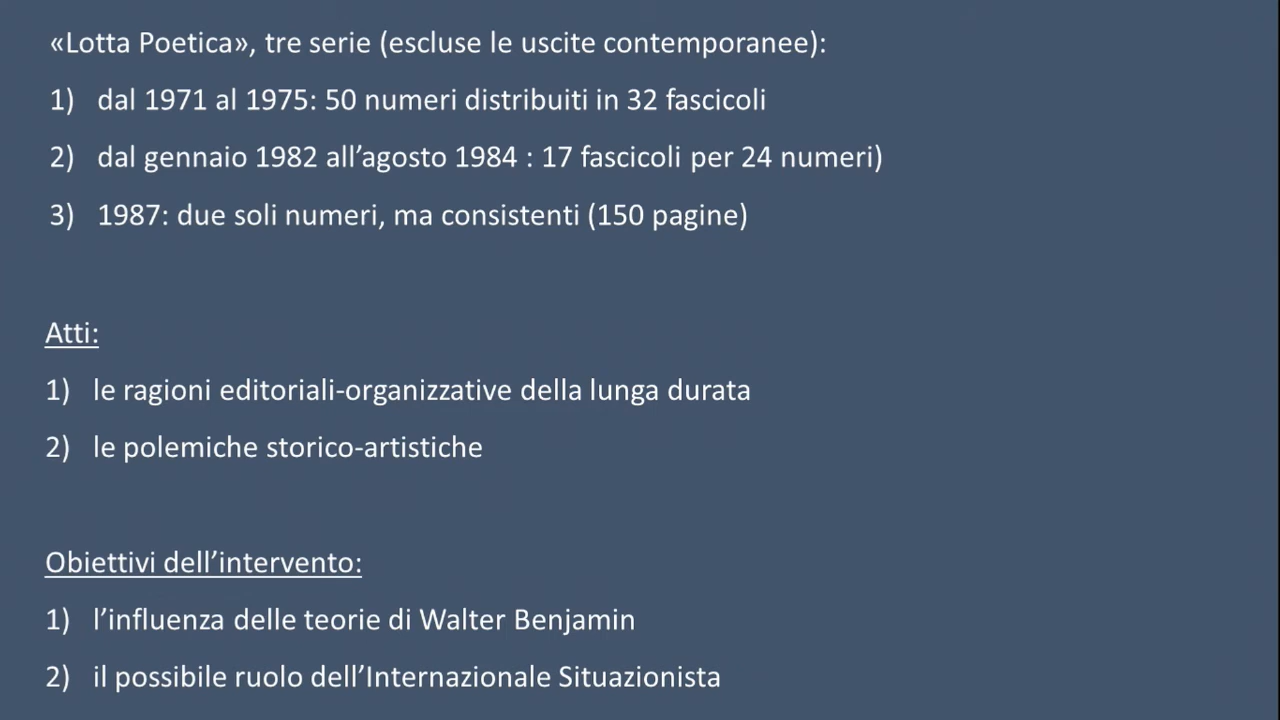 «Lotta Poetica», tre serie (escluse le uscite contemporanee):
1) dal 1971 al 1975: 50 numeri distribuiti in 32 fascicoli
2) dal gennaio 1982 all’agosto 1984 : 17 fascicoli per 24 numeri)
3) 1987: due soli numeri, ma consistenti (150 pagine)
Atti:
1) le ragioni editoriali-organizzative della lunga durata
2) le polemiche storico-artistiche
Obiettivi dell’intervento:
1) l’influenza delle teorie di Walter Benjamin
2) il possibile ruolo dell’Internazionale Situazionista